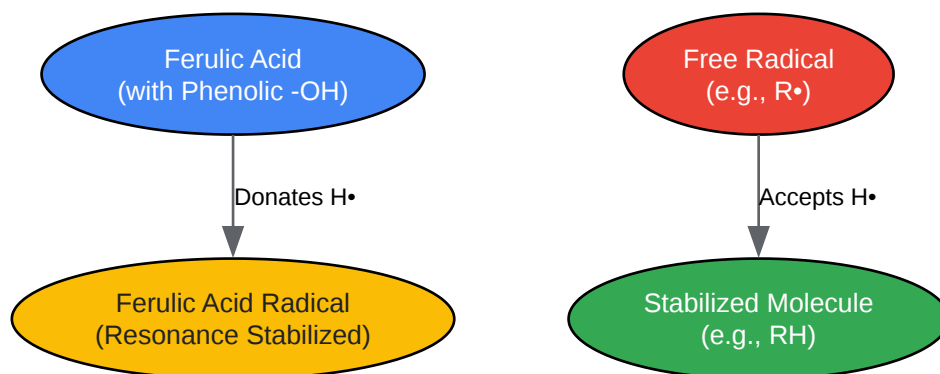 Ferulic Acid
(with Phenolic -OH)
Free Radical
(e.g., R•)
Donates H•
Accepts H•
Ferulic Acid Radical
(Resonance Stabilized)
Stabilized Molecule
(e.g., RH)